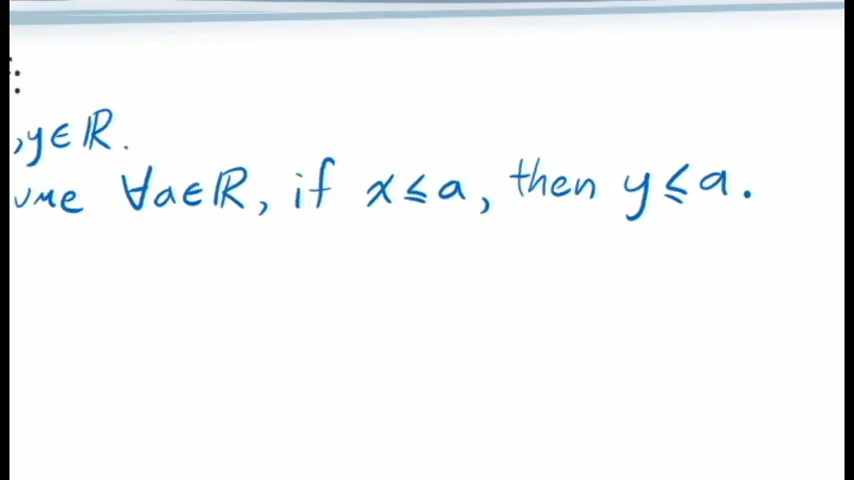 :
,y∈ℝ.
ume ∀a∈ℝ, if x≤a, then y≤a.